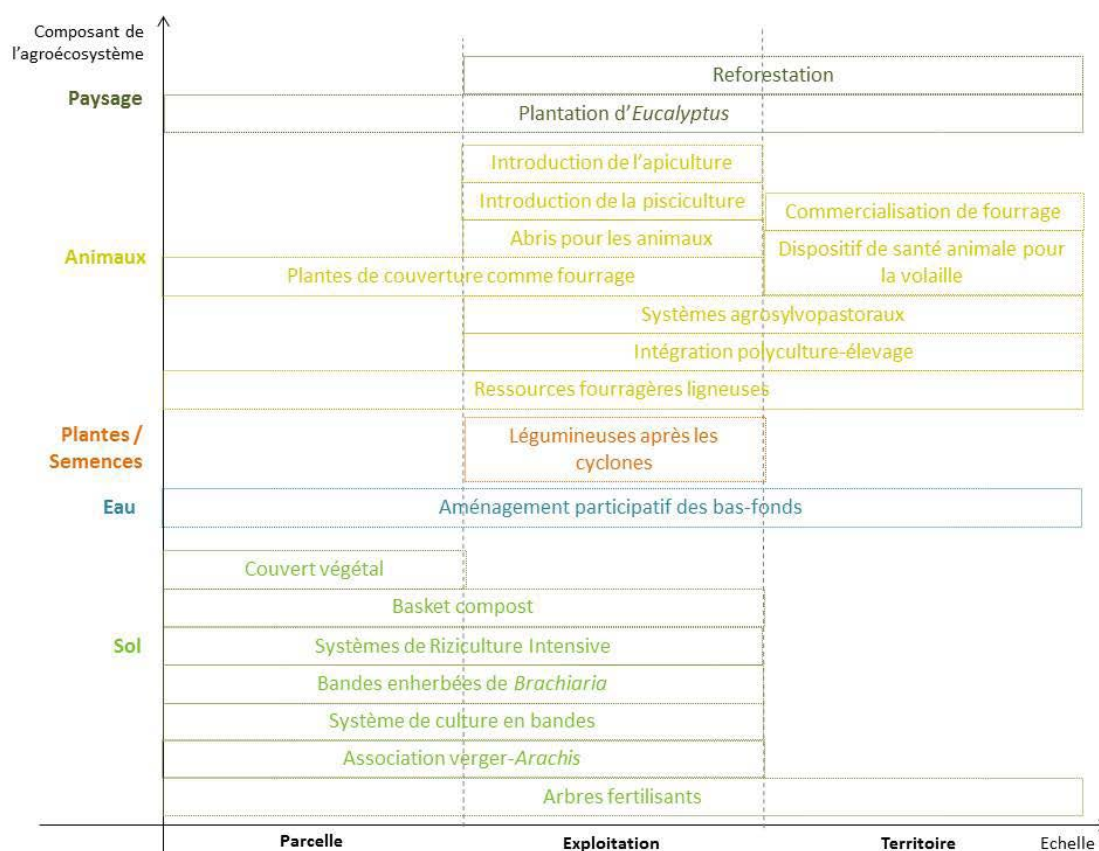 Composant de
l'agroécosystème
Reforestation
Paysage
Plantation d'Eucalyptus
Introduction de l'apiculture
Introduction de la pisciculture
Commercialisation de fourrage
Abris pour les animaux
Animaux
Dispositif de santé animale pour
la volaille
Plantes de couverture comme fourrage
Systèmes agrosylvopastoraux
Intégration polyculture-élevage
Ressources fourragères ligneuses
Plantes /
Semences
Légumineuses après les
cyclones
Eau
Aménagement participatif des bas-fonds
Couvert végétal
Basket compost
Sol
Systèmes de Riziculture Intensive
Bandes enherbées de Brachiaria
Système de culture en bandes
Association verger-Arachis
Arbres fertilisants
Parcelle
Exploitation
Territoire
Echelle